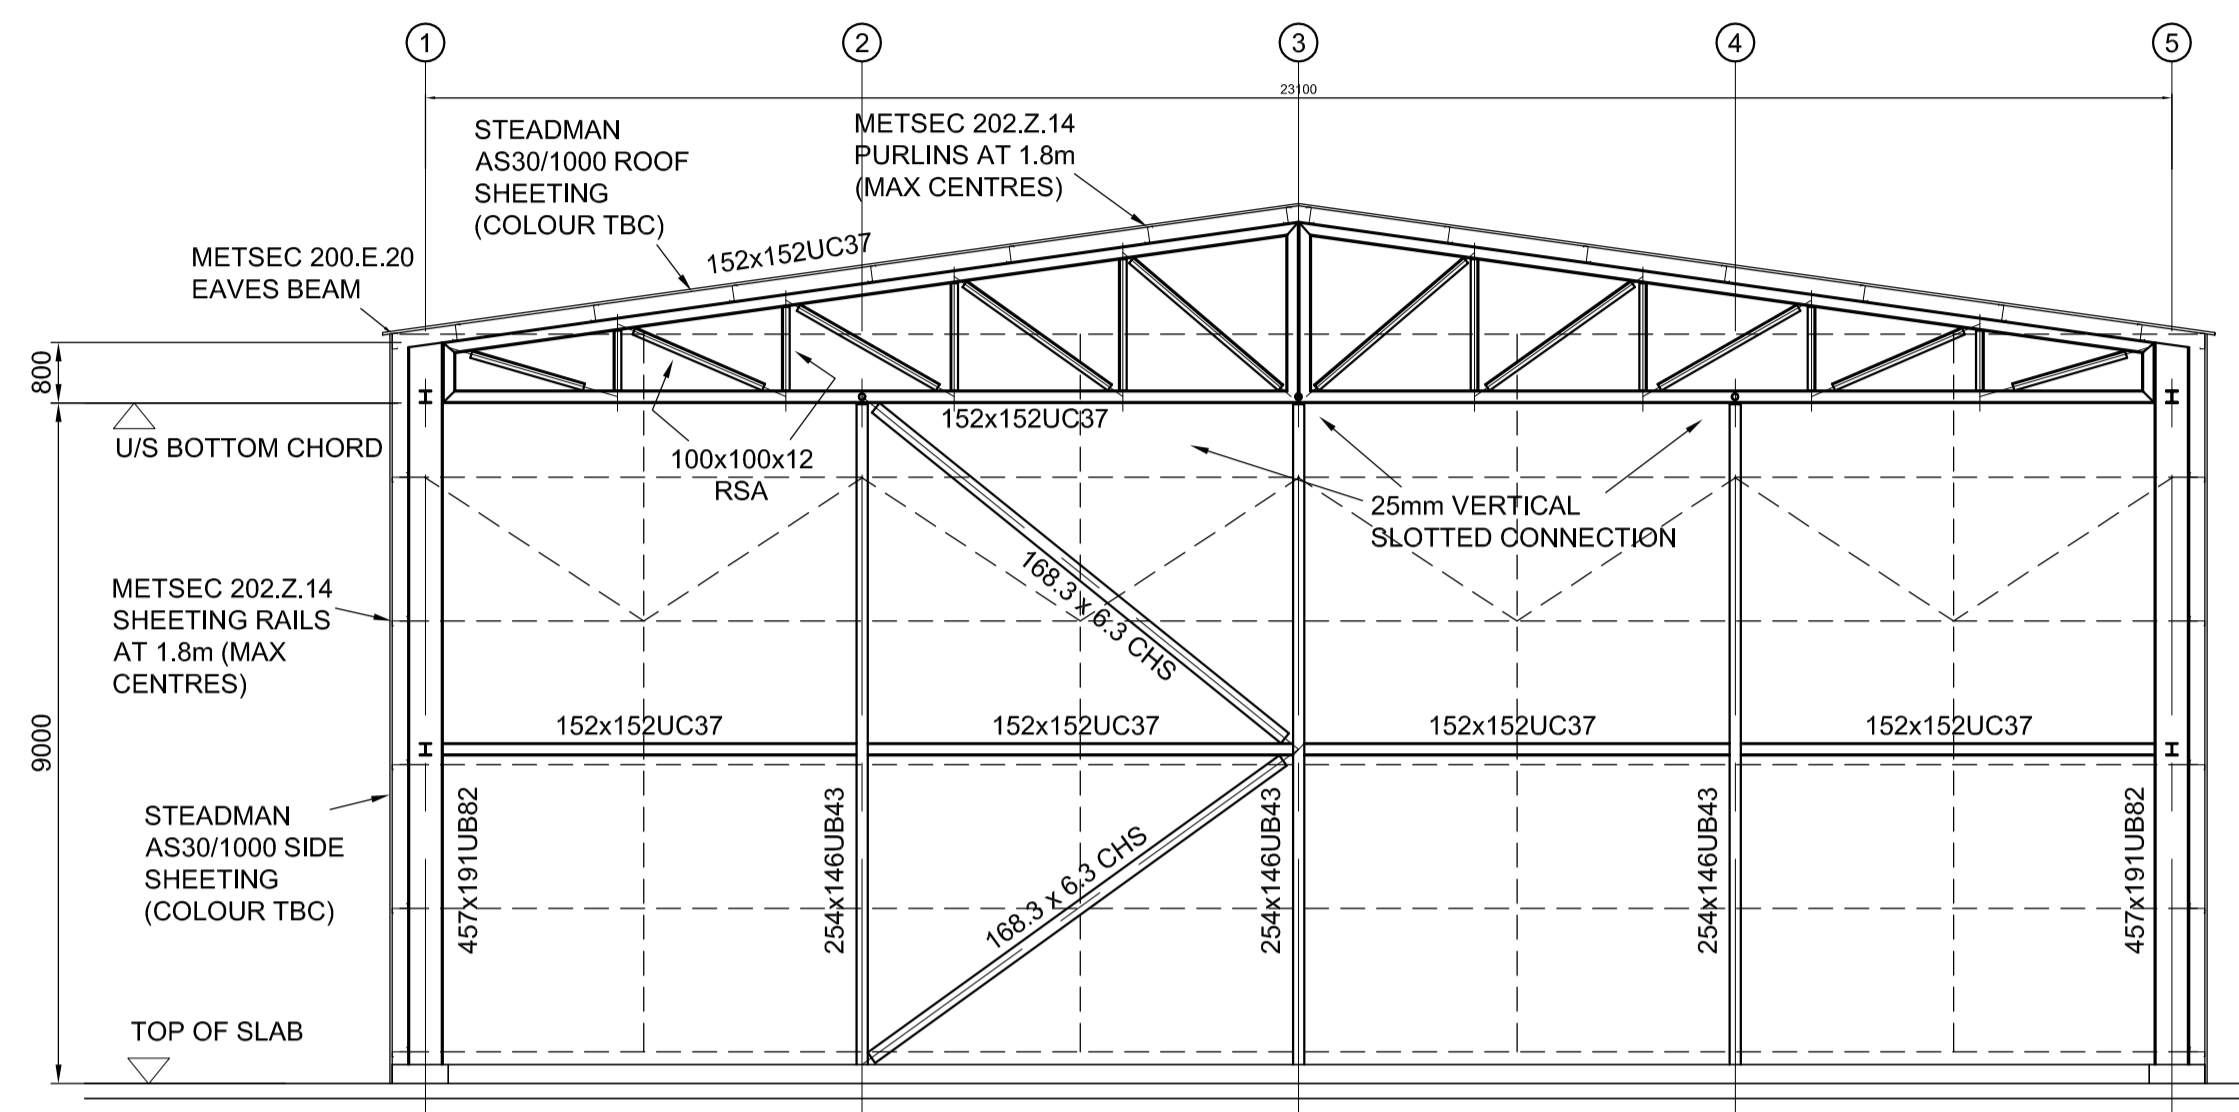 1
2
3
4
5
23100
STEADMAN
AS30/1000 ROOF
SHEETING
(COLOUR TBC)
METSEC 202.Z.14
PURLINS AT 1.8m
(MAX CENTRES)
METSEC 200.E.20
EAVES BEAM
152x152UC37
800
U/S BOTTOM CHORD
152x152UC37
100x100x12
RSA
25mm VERTICAL
SLOTTED CONNECTION
168.3 x 6.3 CHS
METSEC 202.Z.14
SHEETING RAILS
AT 1.8m (MAX
CENTRES)
9000
152x152UC37
152x152UC37
152x152UC37
152x152UC37
STEADMAN
AS30/1000 SIDE
SHEETING
(COLOUR TBC)
457x191UB82
254x146UB43
168.3 x 6.3 CHS
254x146UB43
254x146UB43
457x191UB82
TOP OF SLAB